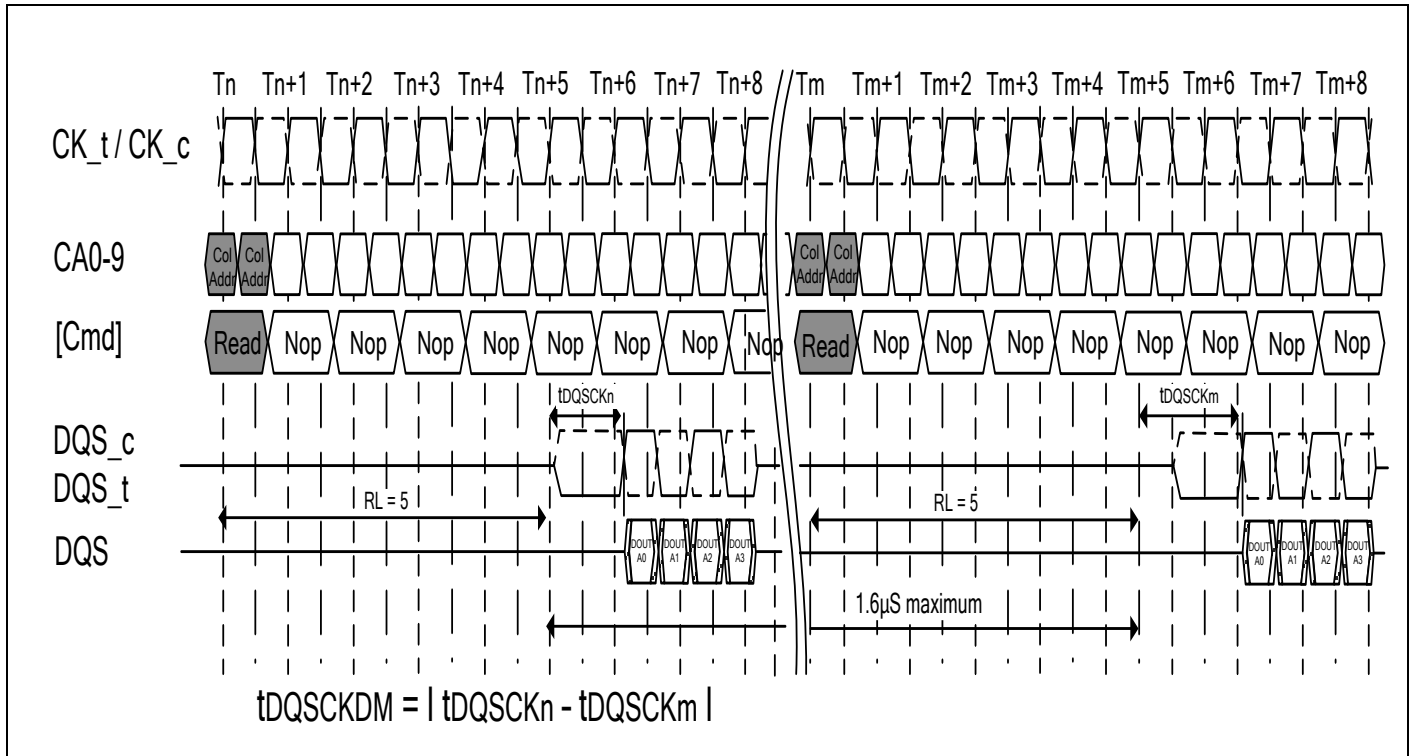 Tn Tn+1 Tn+2 Tn+3 Tn+4 Tn+5 Tn+6 Tn+7 Tn+8 Tm Tm+1 Tm+2 Tm+3 Tm+4 Tm+5 Tm+6 Tm+7 Tm+8
CK_t / CK_c
CA0-9
Col Addr Col Addr Col Addr Col Addr
[Cmd]
Read Nop Nop Nop Nop Nop Nop Nop Nop Read Nop Nop Nop Nop Nop Nop Nop Nop
tDQSCKn tDQSCKm
DQS_c
DQS_t
RL = 5 RL = 5
DQS
DOUT A0 DOUT A1 DOUT A2 DOUT A3 DOUT A0 DOUT A1 DOUT A2 DOUT A3
1.6µS maximum
tDQSCKDM = | tDQSCKn - tDQSCKm |